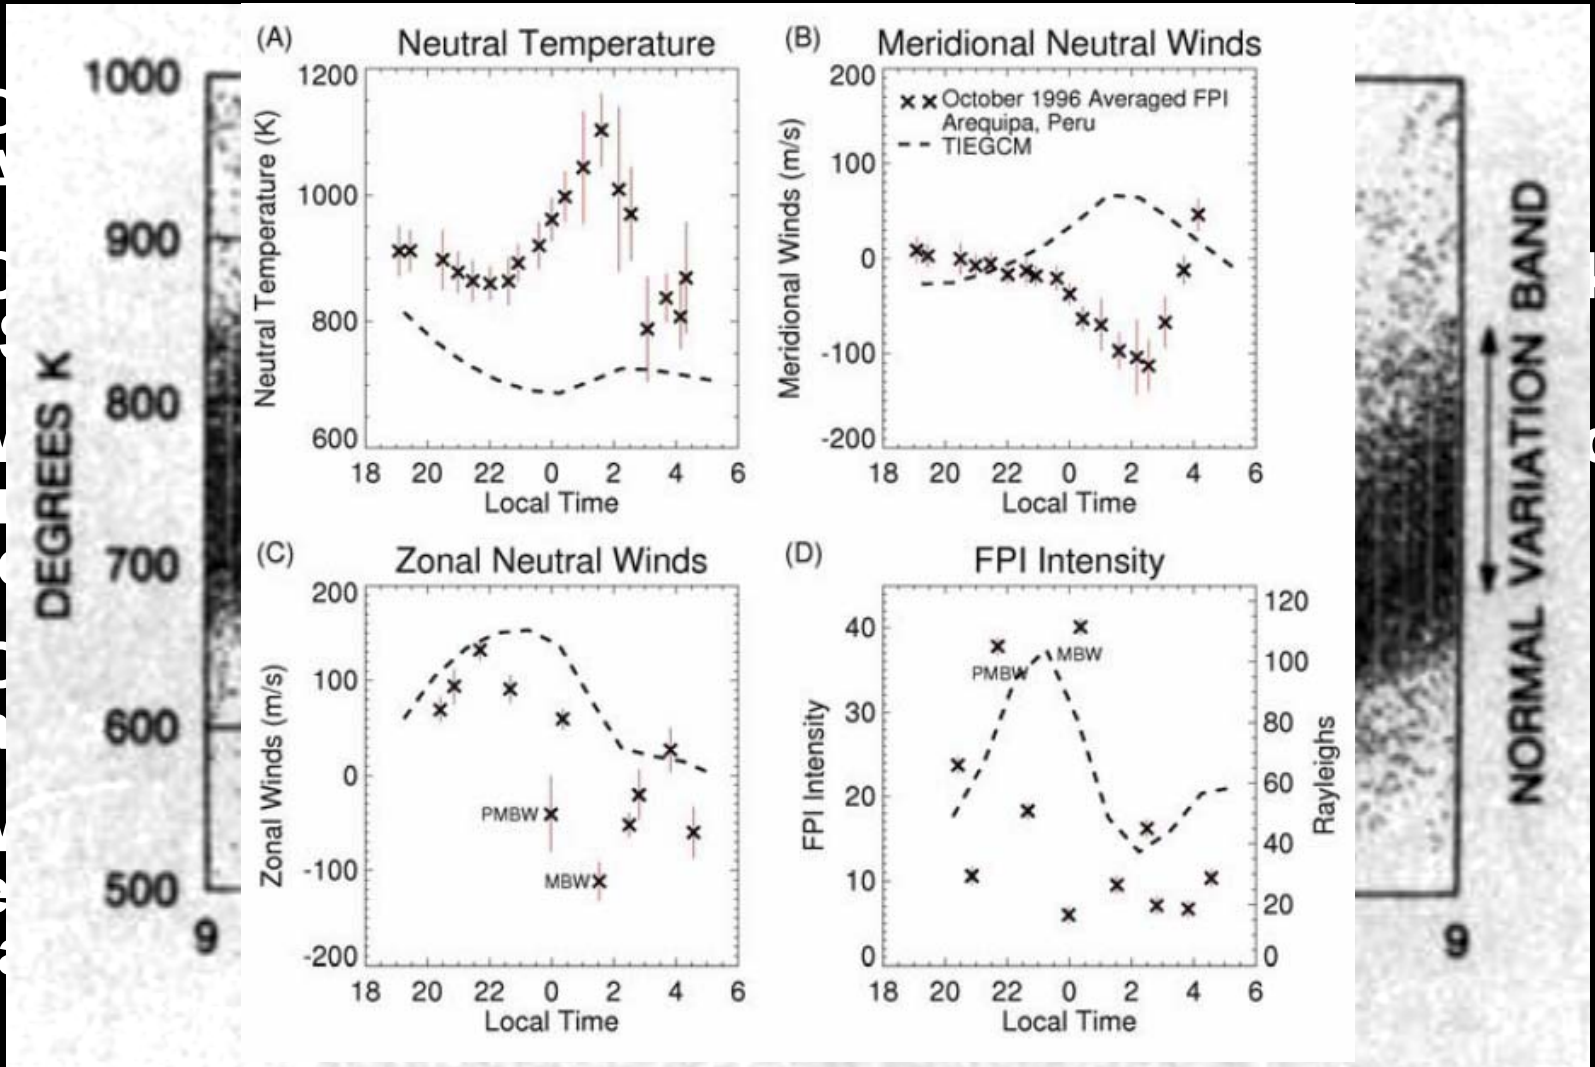 (A)
Neutral Temperature
1200
1000
800
600
Neutral Temperature (K)
18 20 22 0 2 4 6
Local Time
(B)
Meridional Neutral Winds
200
100
0
-100
-200
Meridional Winds (m/s)
October 1996 Averaged FPI
Arequipa, Peru
TIEGCM
18 20 22 0 2 4 6
Local Time
(C)
Zonal Neutral Winds
200
100
0
-100
-200
Zonal Winds (m/s)
PMBW
MBW
18 20 22 0 2 4 6
Local Time
(D)
FPI Intensity
40
30
20
10
0
FPI Intensity
PMBW
MBW
120
100
80
60
40
20
0
Rayleighs
18 20 22 0 2 4 6
Local Time
1000
900
800
700
600
500
DEGREES K
9
9
NORMAL VARIATION BAND